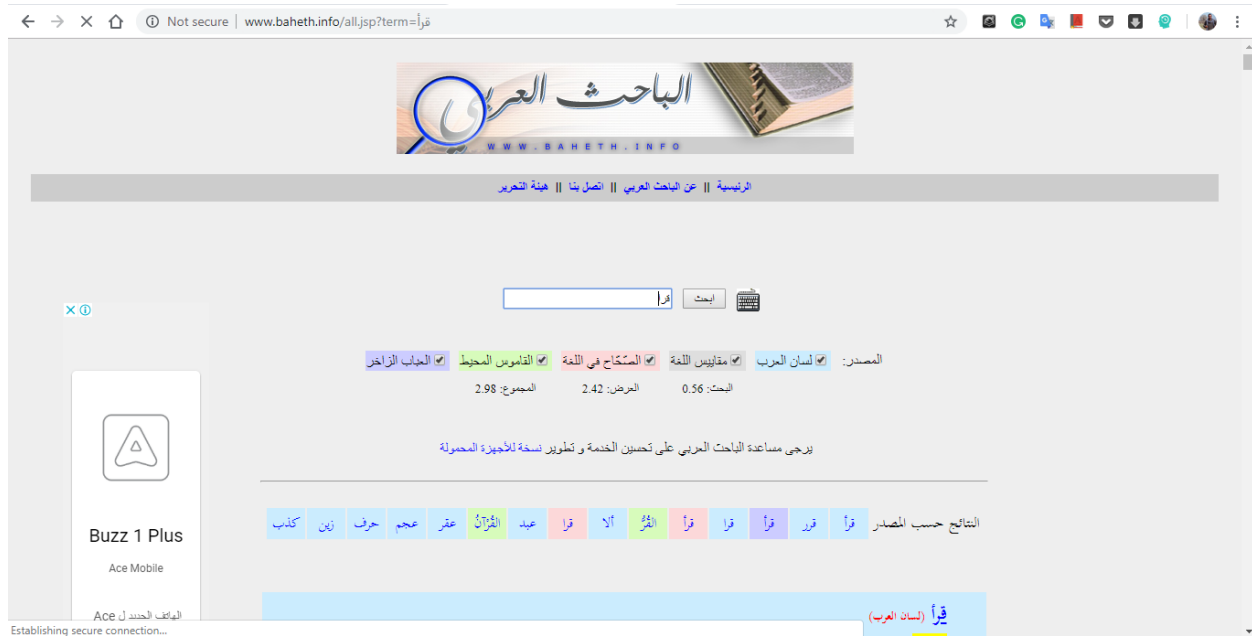 Not secure | www.baheth.info/all.jsp?term=قرأ
الباحث العربي
WWW.BAHETH.INFO
الرئيسية || عن الباحث العربي || اتصل بنا || هيئة التحرير
قرا ابحث
المصدر: لسان العرب مقاييس اللغة الصّحّاح في اللغة القاموس المحيط العباب الزاخر
البحث: 0.56 العرض: 2.42 المجموع: 2.98
يرجى مساعدة الباحث العربي على تحسين الخدمة و تطوير نسخة للأجهزة المحمولة
النتائج حسب المصدر قرأ قرر قرأ قرا قرأ القُرُّ ألا قرا عبد القُرْآنُ عقر عجم حرف زين كذب
Buzz 1 Plus
Ace Mobile
الهاتف الجديد ل Ace
قرأ (لسان العرب)
Establishing secure connection...